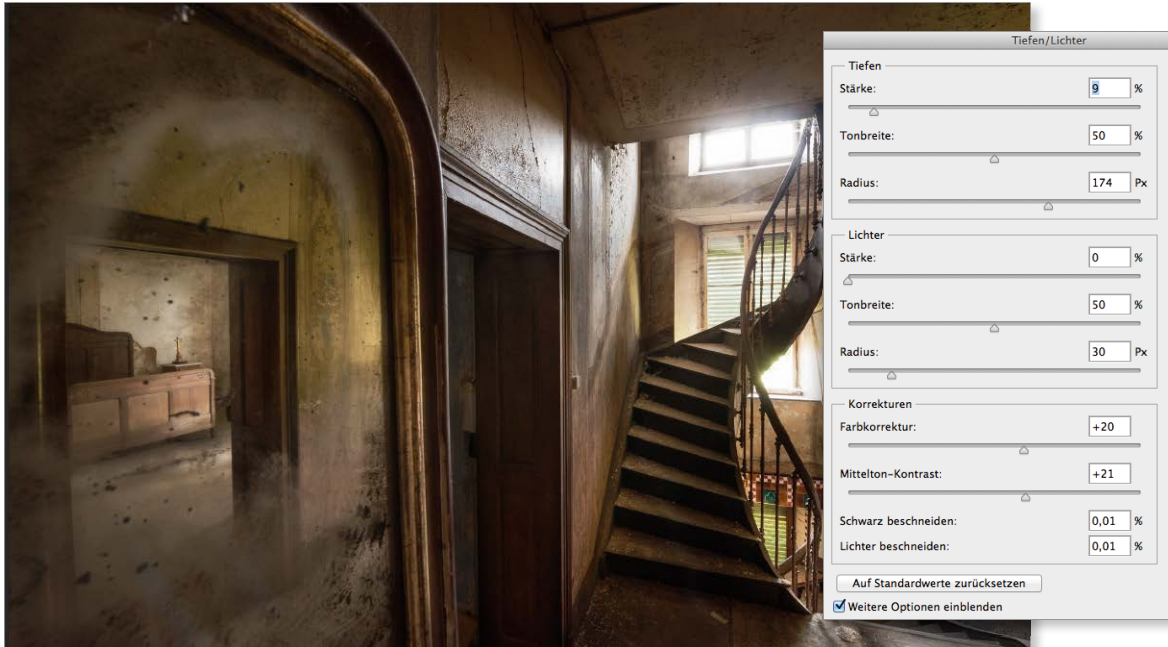 Tiefen/Lichter
Tiefen
Stärke: 9 %
Tonbreite: 50 %
Radius: 174 Px
Lichter
Stärke: 0 %
Tonbreite: 50 %
Radius: 30 Px
Korrekturen
Farbkorrektur: +20
Mittelton-Kontrast: +21
Schwarz beschneiden: 0,01 %
Lichter beschneiden: 0,01 %
Auf Standardwerte zurücksetzen
Weitere Optionen einblenden